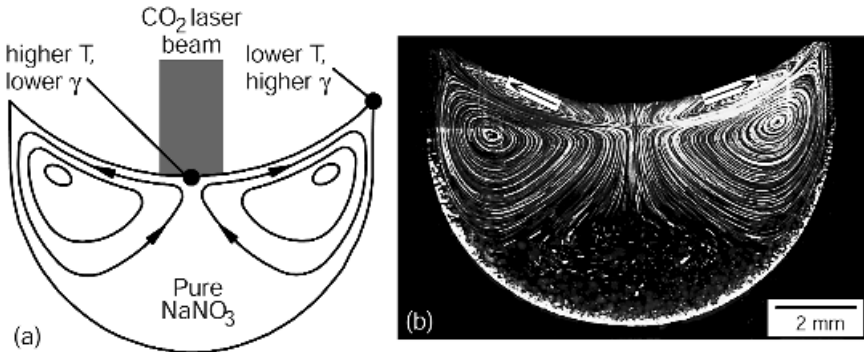 CO2 laser
beam
higher T,
lower γ
lower T,
higher γ
Pure
NaNO3
(a)
(b)
2 mm